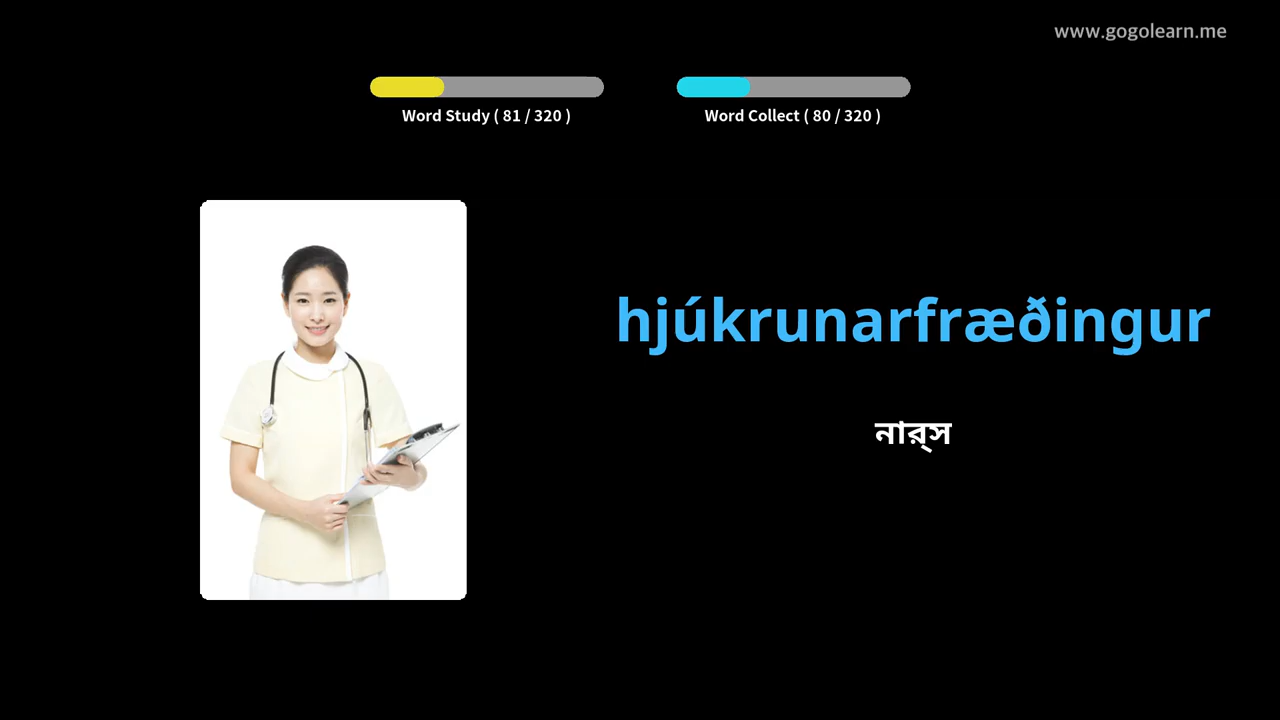 www.gogolearn.me
Word Study ( 81 / 320 )
Word Collect ( 80 / 320 )
hjúkrunarfræðingur
নার্স